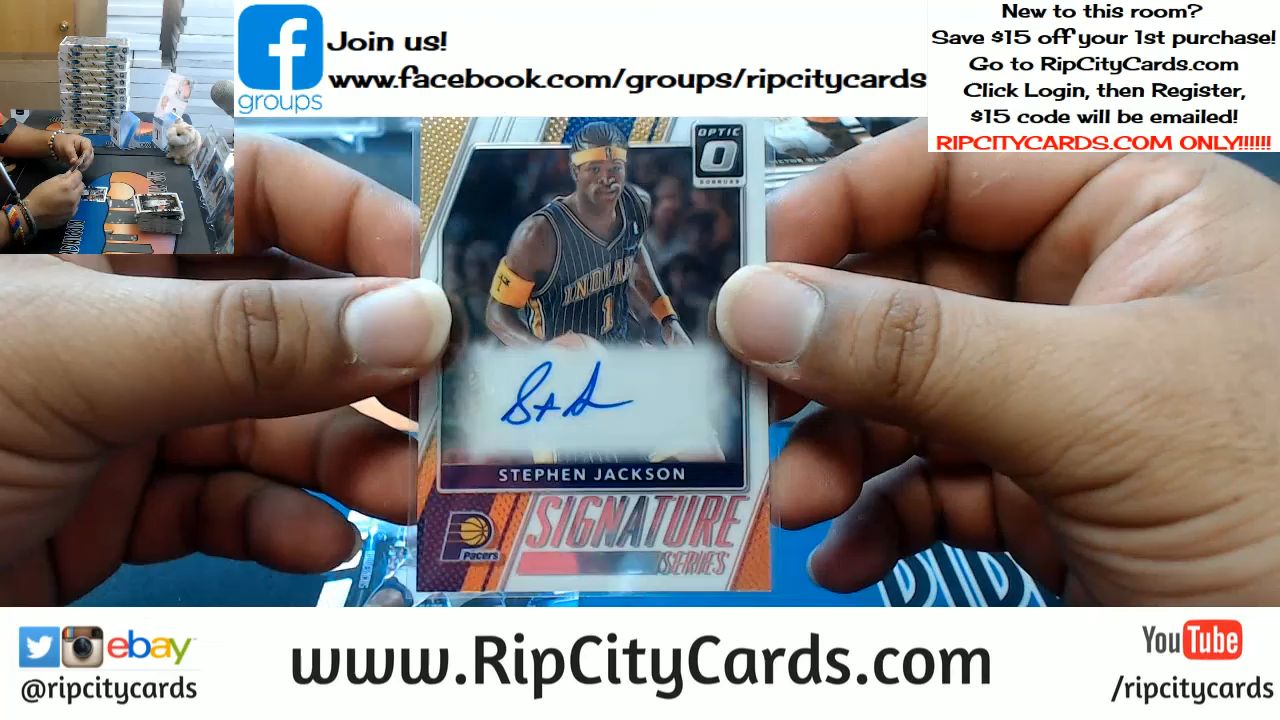 groups
Join us!
www.facebook.com/groups/ripcitycards
New to this room?
Save $15 off your 1st purchase!
Go to RipCityCards.com
Click Login, then Register,
$15 code will be emailed!
RIPCITYCARDS.COM ONLY!!!!!!
OPTIC
DONRUSS
INDIANA
1
STEPHEN JACKSON
SIGNATURE
SERIES
Pacers
ebay
@ripcitycards
www.RipCityCards.com
YouTube
/ripcitycards